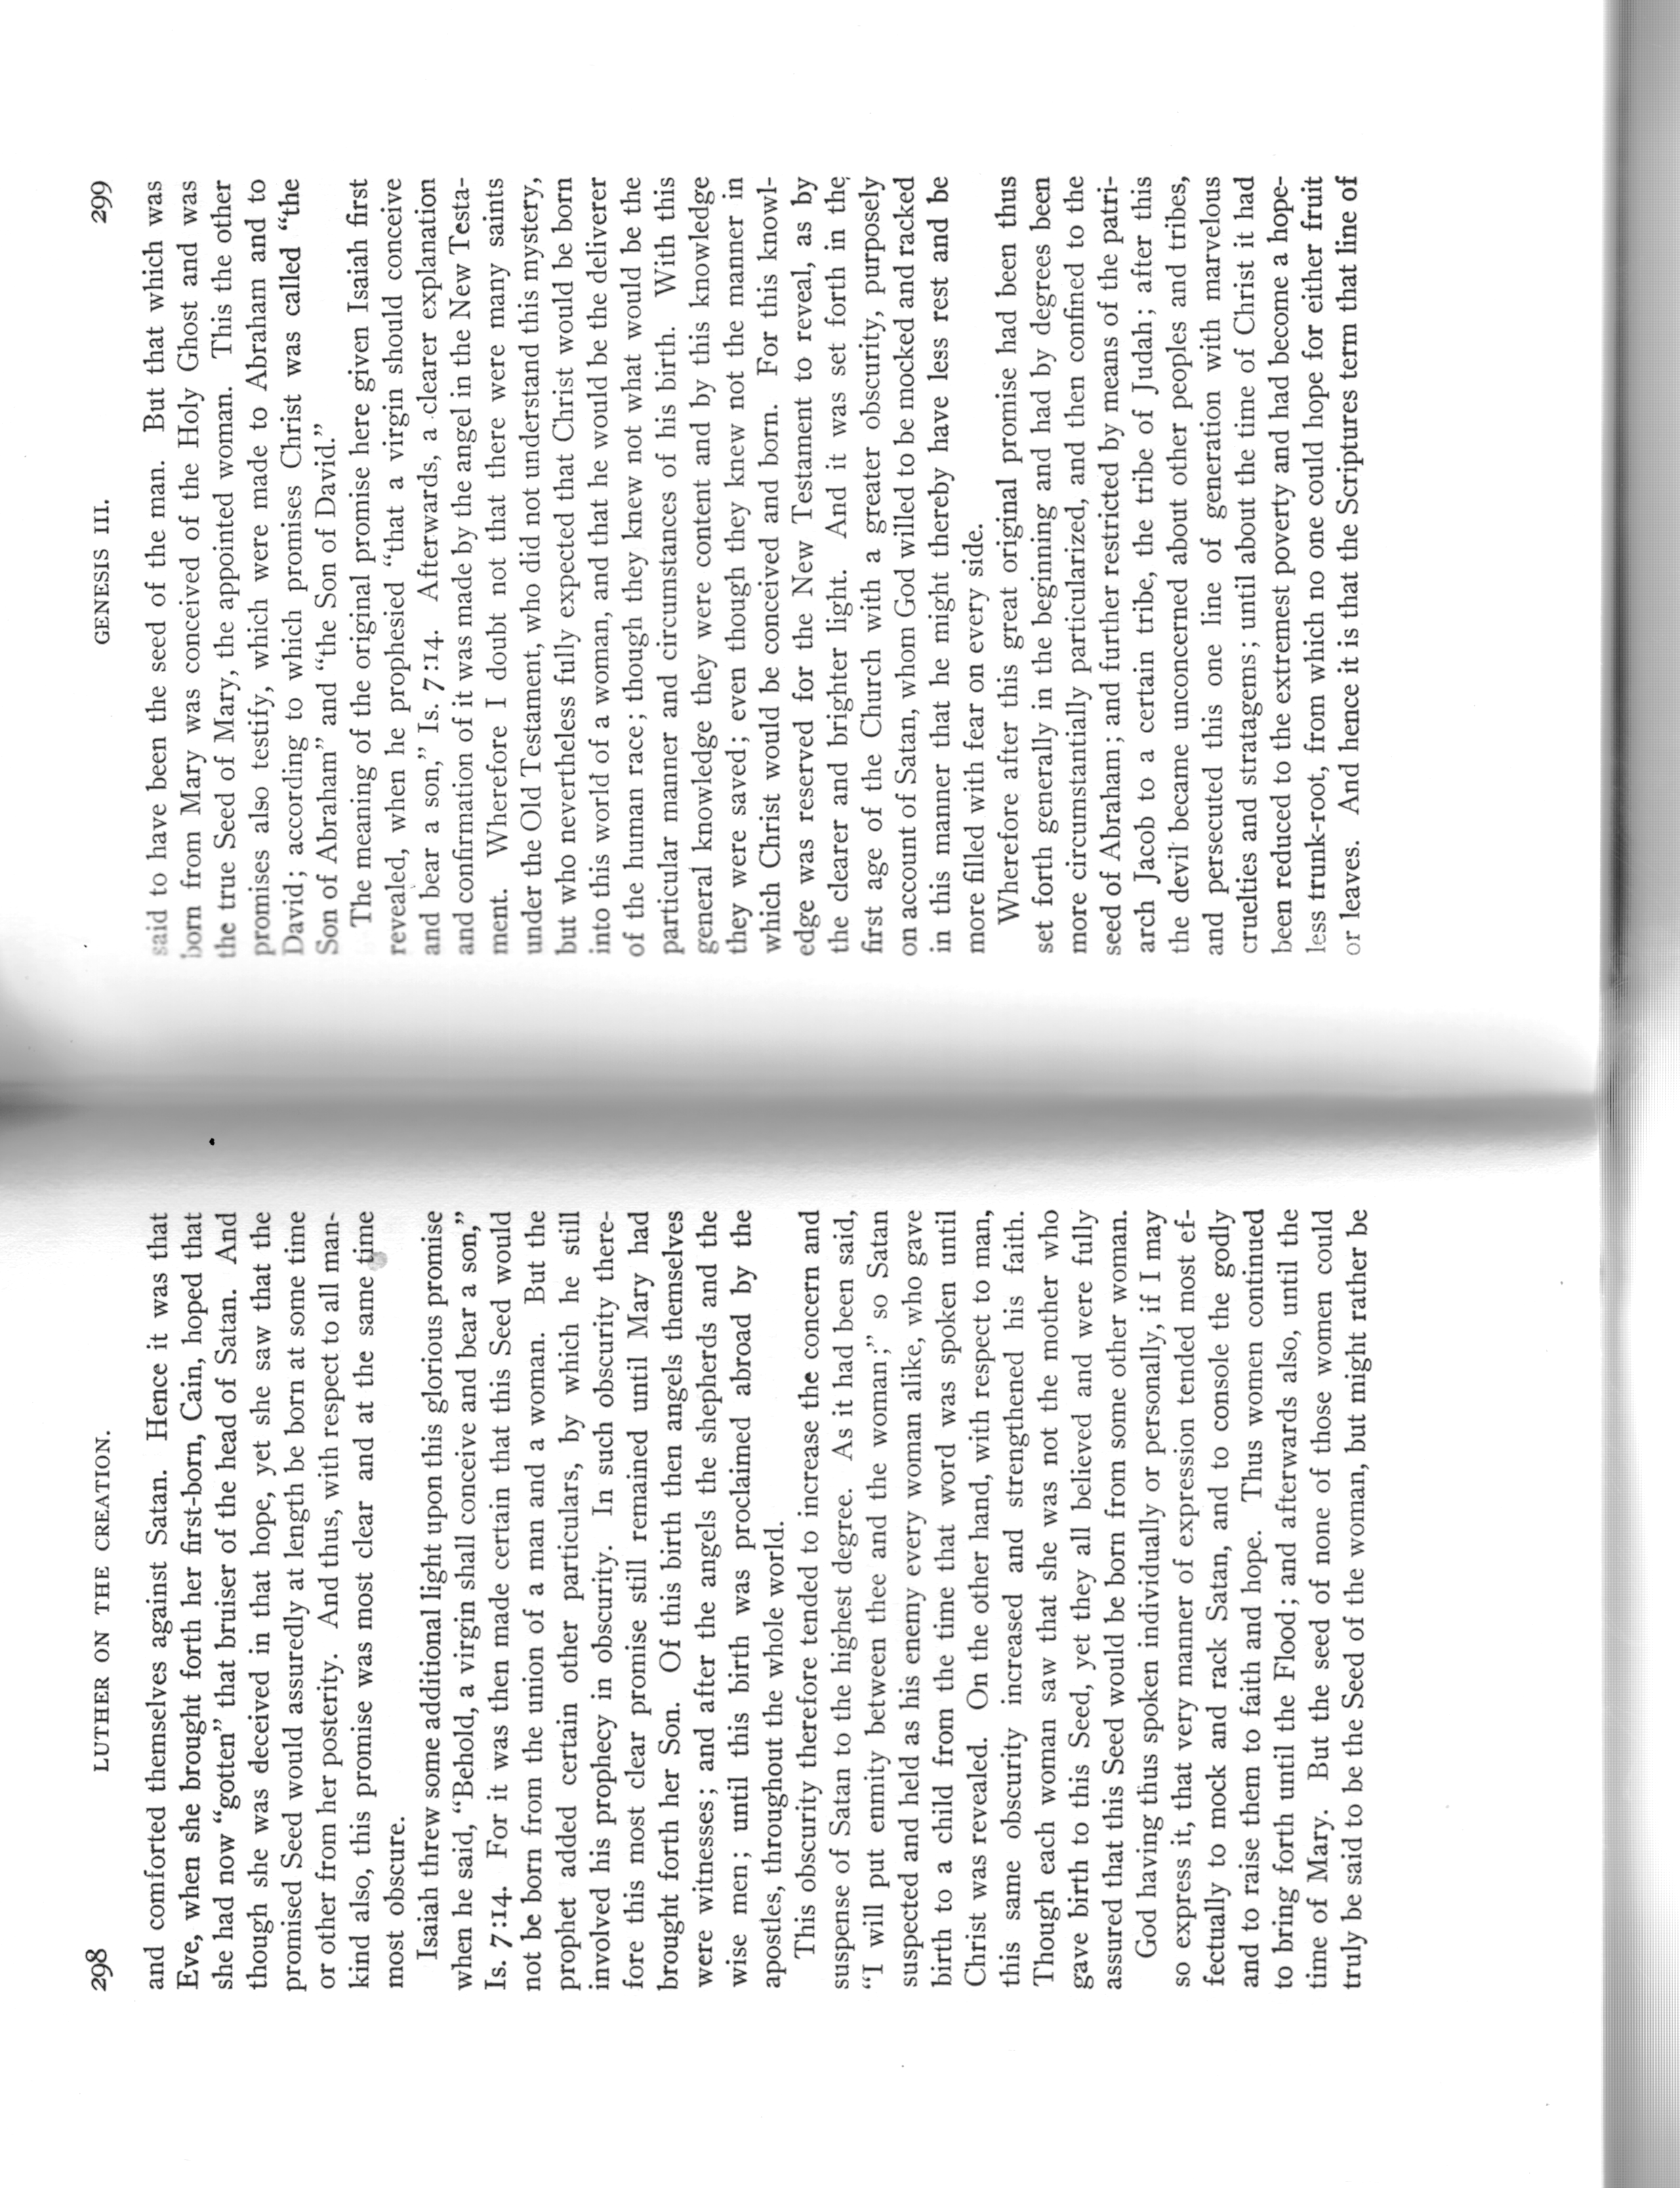 298 LUTHER ON THE CREATION.
and comforted themselves against Satan. Hence it was that
Eve, when she brought forth her first-born, Cain, hoped that
she had now “gotten” that bruiser of the head of Satan. And
though she was deceived in that hope, yet she saw that the
promised Seed would assuredly at length be born at some time
or other from her posterity. And thus, with respect to all man-
kind also, this promise was most clear and at the same time
most obscure.
Isaiah threw some additional light upon this glorious promise
when he said, “Behold, a virgin shall conceive and bear a son,”
Is. 7:14. For it was then made certain that this Seed would
not be born from the union of a man and a woman. But the
prophet added certain other particulars, by which he still
involved his prophecy in obscurity. In such obscurity there-
fore this most clear promise still remained until Mary had
brought forth her Son. Of this birth then angels themselves
were witnesses; and after the angels the shepherds and the
wise men; until this birth was proclaimed abroad by the
apostles, throughout the whole world.
This obscurity therefore tended to increase the concern and
suspense of Satan to the highest degree. As it had been said,
“I will put enmity between thee and the woman;” so Satan
suspected and held as his enemy every woman alike, who gave
birth to a child from the time that word was spoken until
Christ was revealed. On the other hand, with respect to man,
this same obscurity increased and strengthened his faith.
Though each woman saw that she was not the mother who
gave birth to this Seed, yet they all believed and were fully
assured that this Seed would be born from some other woman.
God having thus spoken individually or personally, if I may
so express it, that very manner of expression tended most ef-
fectually to mock and rack Satan, and to console the godly
and to raise them to faith and hope. Thus women continued
to bring forth until the Flood; and afterwards also, until the
time of Mary. But the seed of none of those women could
truly be said to be the Seed of the woman, but might rather be
GENESIS III. 299
said to have been the seed of the man. But that which was
born from Mary was conceived of the Holy Ghost and was
the true Seed of Mary, the appointed woman. This the other
promises also testify, which were made to Abraham and to
David; according to which promises Christ was called “the
Son of Abraham” and “the Son of David.”
The meaning of the original promise here given Isaiah first
revealed, when he prophesied “that a virgin should conceive
and bear a son,” Is. 7:14. Afterwards, a clearer explanation
and confirmation of it was made by the angel in the New Testa-
ment. Wherefore I doubt not that there were many saints
under the Old Testament, who did not understand this mystery,
but who nevertheless fully expected that Christ would be born
into this world of a woman, and that he would be the deliverer
of the human race; though they knew not what would be the
particular manner and circumstances of his birth. With this
general knowledge they were content and by this knowledge
they were saved; even though they knew not the manner in
which Christ would be conceived and born. For this knowl-
edge was reserved for the New Testament to reveal, as by
the clearer and brighter light. And it was set forth in the
first age of the Church with a greater obscurity, purposely
on account of Satan, whom God willed to be mocked and racked
in this manner that he might thereby have less rest and be
more filled with fear on every side.
Wherefore after this great original promise had been thus
set forth generally in the beginning and had by degrees been
more circumstantially particularized, and then confined to the
seed of Abraham; and further restricted by means of the patri-
arch Jacob to a certain tribe, the tribe of Judah; after this
the devil became unconcerned about other peoples and tribes,
and persecuted this one line of generation with marvelous
cruelties and stratagems; until about the time of Christ it had
been reduced to the extremest poverty and had become a hope-
less trunk-root, from which no one could hope for either fruit
or leaves. And hence it is that the Scriptures term that line of